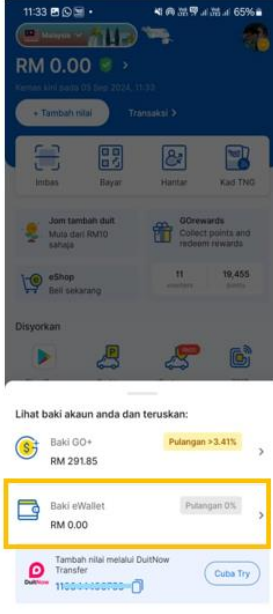 11:33 65%
Malaysia
RM 0.00
Kemas kini pada 03 Sep 2024, 11:33
+ Tambah nilai Transaksi >
Imbas Bayar Hantar Kad TNG
Jom tambah duit
Mula dari RM10
sahaja
GOrewards
Collect points and
redeem rewards
eShop
Beli sekarang
11 19,455
vouchers points
Disyorkan
Lihat baki akaun anda dan teruskan:
Baki GO+ Pulangan >3.41%
RM 291.85
Baki eWallet Pulangan 0%
RM 0.00
Tambah nilai melalui DuitNow
Transfer
DuitNow
Cuba Try